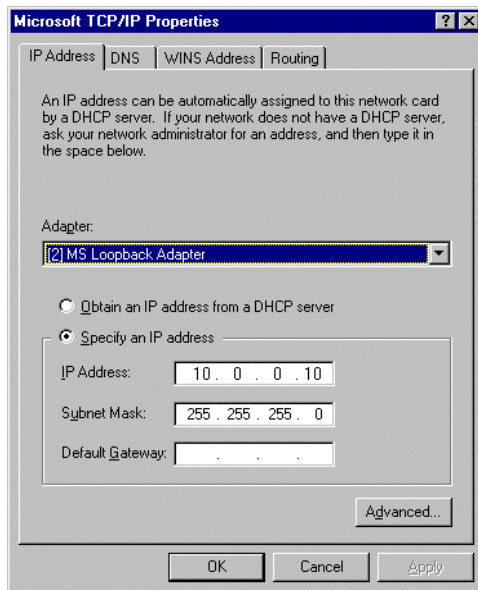 Microsoft TCP/IP Properties
IP Address DNS WINS Address Routing
An IP address can be automatically assigned to this network card
by a DHCP server. If your network does not have a DHCP server,
ask your network administrator for an address, and then type it in
the space below.
Adapter:
[2] MS Loopback Adapter
Obtain an IP address from a DHCP server
Specify an IP address
IP Address: 10 . 0 . 0 .10
Subnet Mask: 255 . 255 . 255 . 0
Default Gateway: . . .
Advanced...
OK Cancel Apply